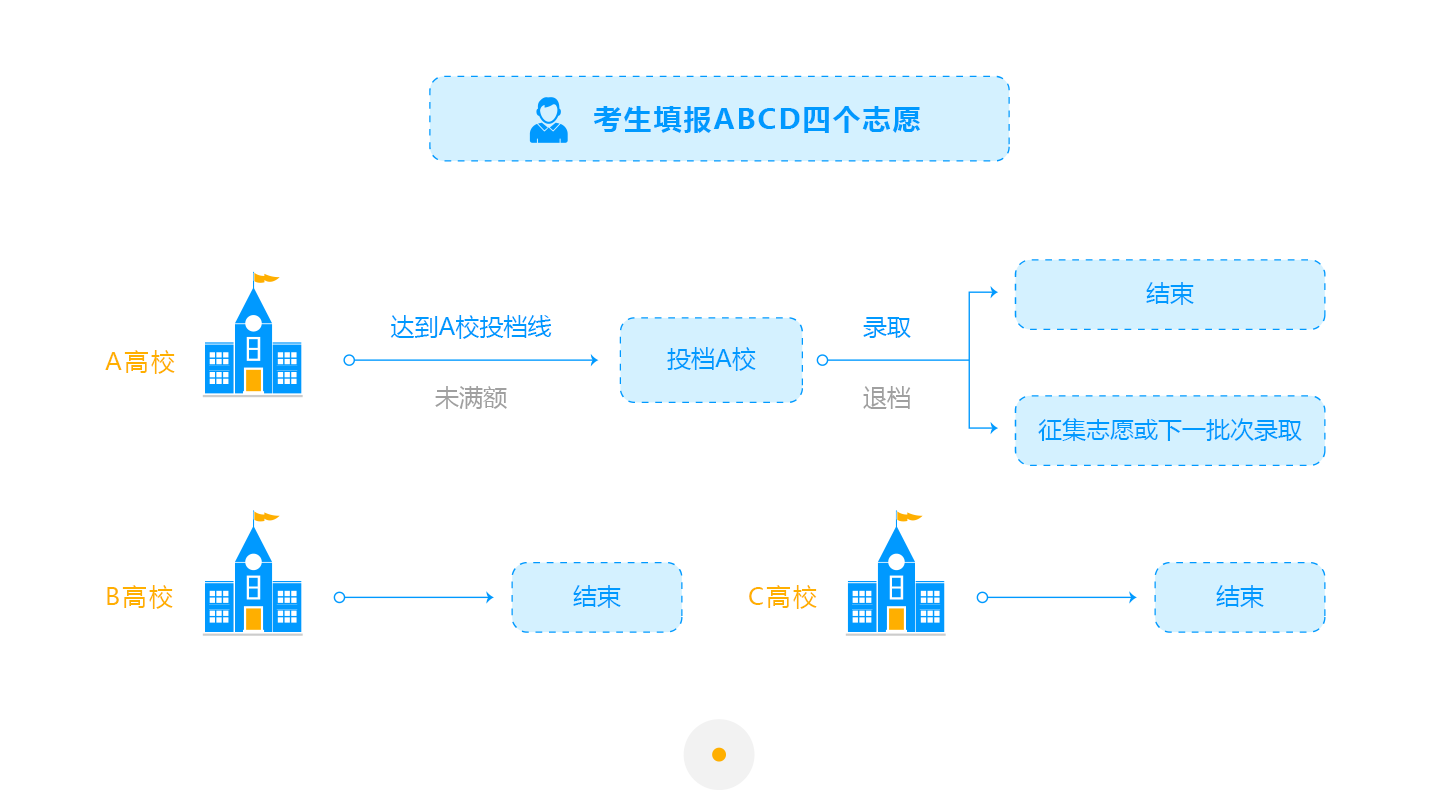 考生填报ABCD四个志愿
A高校
达到A校投档线
未满额
投档A校
录取
退档
结束
征集志愿或下一批次录取
B高校
结束
C高校
结束